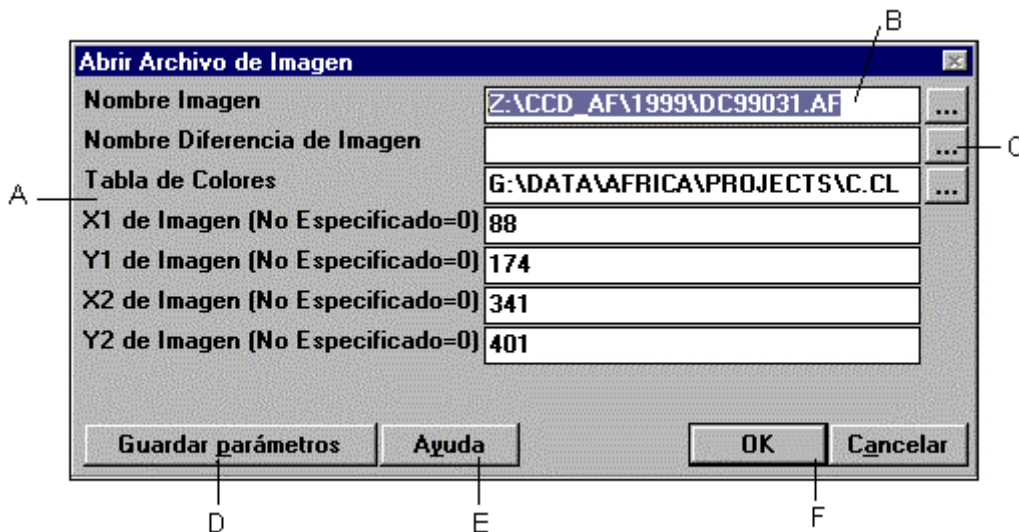 B
Abrir Archivo de Imagen
Nombre Imagen Z:\CCD_AF\1999\DC99031.AF ...
Nombre Diferencia de Imagen ... C
Tabla de Colores G:\DATA\AFRICA\PROJECTS\C.CL ...
A
X1 de Imagen (No Especificado=0) 88
Y1 de Imagen (No Especificado=0) 174
X2 de Imagen (No Especificado=0) 341
Y2 de Imagen (No Especificado=0) 401
Guardar parámetros Ayuda OK Cancelar
D E F